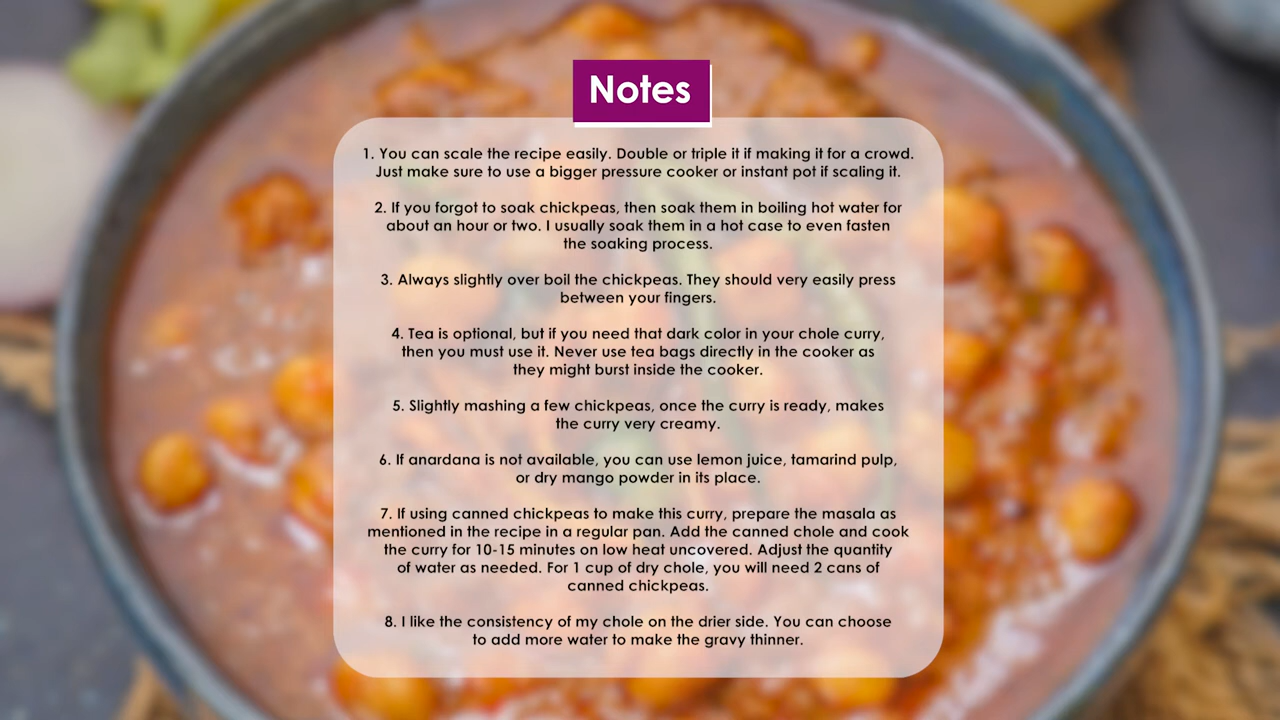 Notes
1. You can scale the recipe easily. Double or triple it if making it for a crowd.
Just make sure to use a bigger pressure cooker or instant pot if scaling it.
2. If you forgot to soak chickpeas, then soak them in boiling hot water for
about an hour or two. I usually soak them in a hot case to even fasten
the soaking process.
3. Always slightly over boil the chickpeas. They should very easily press
between your fingers.
4. Tea is optional, but if you need that dark color in your chole curry,
then you must use it. Never use tea bags directly in the cooker as
they might burst inside the cooker.
5. Slightly mashing a few chickpeas, once the curry is ready, makes
the curry very creamy.
6. If anardana is not available, you can use lemon juice, tamarind pulp,
or dry mango powder in its place.
7. If using canned chickpeas to make this curry, prepare the masala as
mentioned in the recipe in a regular pan. Add the canned chole and cook
the curry for 10-15 minutes on low heat uncovered. Adjust the quantity
of water as needed. For 1 cup of dry chole, you will need 2 cans of
canned chickpeas.
8. I like the consistency of my chole on the drier side. You can choose
to add more water to make the gravy thinner.